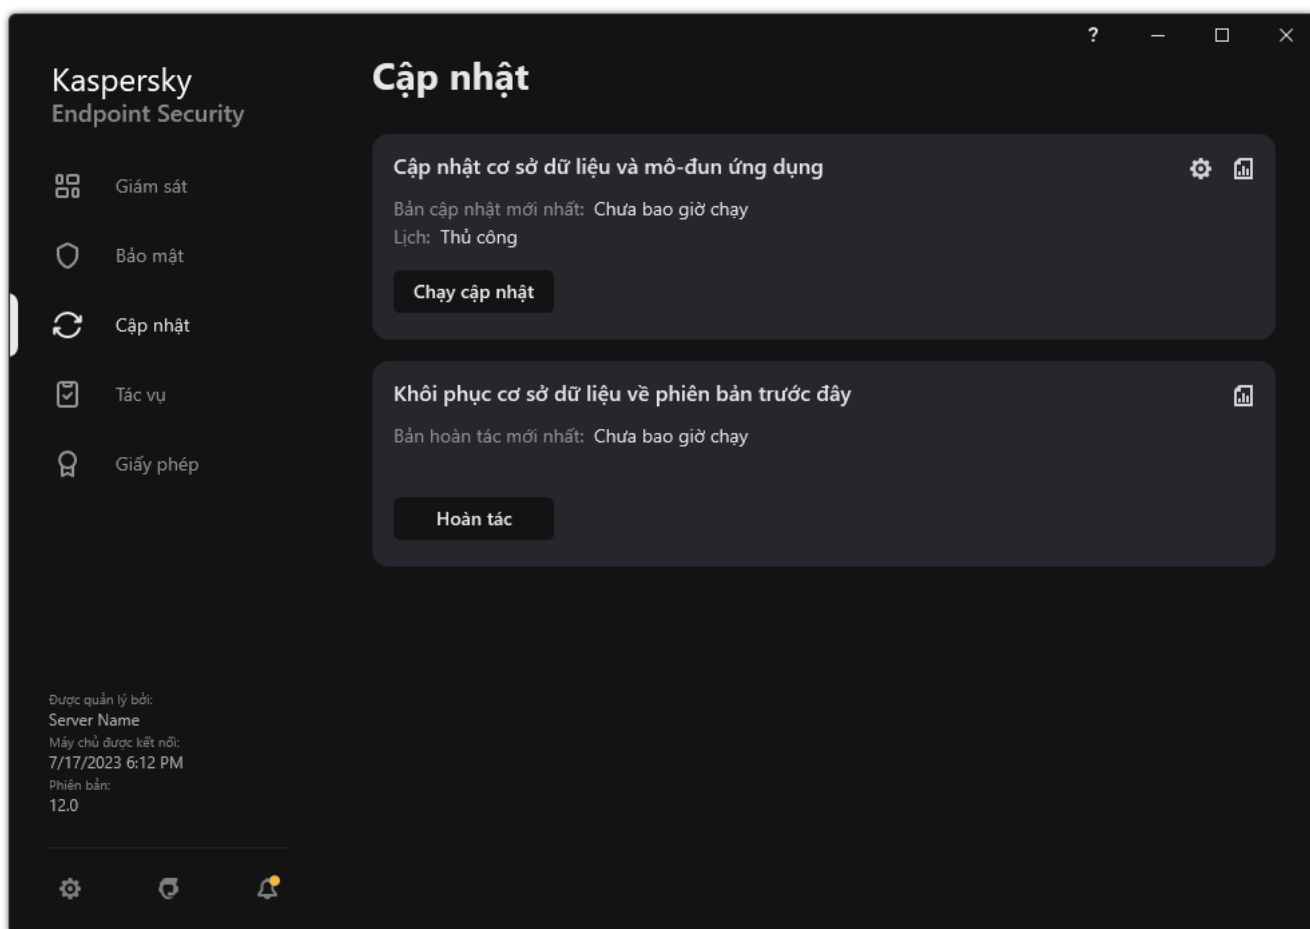 ?
Kaspersky
Endpoint Security
Giám sát
Bảo mật
Cập nhật
Tác vụ
Giấy phép
Được quản lý bởi:
Server Name
Máy chủ được kết nối:
7/17/2023 6:12 PM
Phiên bản:
12.0
Cập nhật
Cập nhật cơ sở dữ liệu và mô-đun ứng dụng
Bản cập nhật mới nhất: Chưa bao giờ chạy
Lịch: Thủ công
Chạy cập nhật
Khôi phục cơ sở dữ liệu về phiên bản trước đây
Bản hoàn tác mới nhất: Chưa bao giờ chạy
Hoàn tác